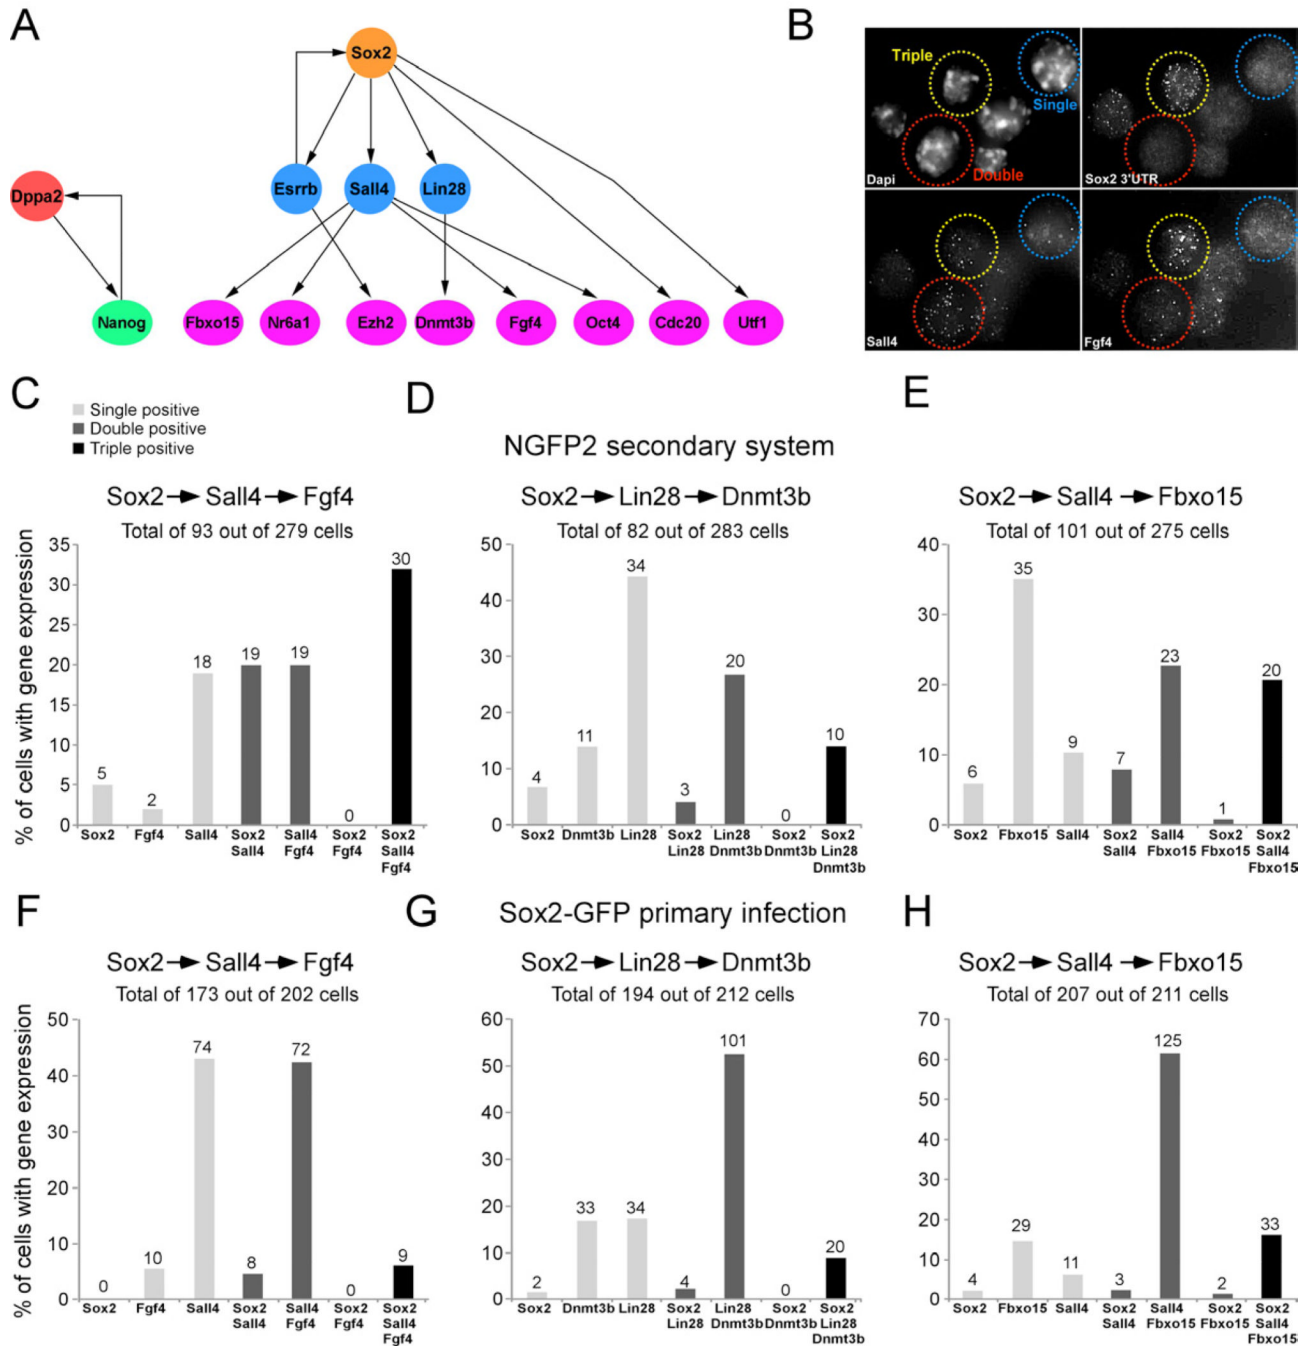 A
Sox2
Esrrb
Sall4
Lin28
Dppa2
Nanog
Fbxo15
Nr6a1
Ezh2
Dnmt3b
Fgf4
Oct4
Cdc20
Utf1
B
Triple
Single
Double
Dapi
Sox2 3'UTR
Sall4
Fgf4
C
Single positive
Double positive
Triple positive
D
E
NGFP2 secondary system
Sox2 Sall4 Fgf4
Total of 93 out of 279 cells
% of cells with gene expression
35
30
25
20
15
10
5
0
5
2
18
19
19
0
30
Sox2
Fgf4
Sall4
Sox2
Sall4
Sall4
Fgf4
Sox2
Fgf4
Sox2
Sall4
Fgf4
Sox2 Lin28 Dnmt3b
Total of 82 out of 283 cells
50
40
30
20
10
0
4
11
34
3
20
0
10
Sox2
Dnmt3b
Lin28
Sox2
Lin28
Lin28
Dnmt3b
Sox2
Dnmt3b
Sox2
Lin28
Dnmt3b
Sox2 Sall4 Fbxo15
Total of 101 out of 275 cells
40
30
20
10
0
6
35
9
7
23
1
20
Sox2
Fbxo15
Sall4
Sox2
Sall4
Sall4
Fbxo15
Sox2
Fbxo15
Sox2
Sall4
Fbxo15
F
G
Sox2-GFP primary infection
H
Sox2 Sall4 Fgf4
Total of 173 out of 202 cells
% of cells with gene expression
50
40
30
20
10
0
0
10
74
8
72
0
9
Sox2
Fgf4
Sall4
Sox2
Sall4
Sall4
Fgf4
Sox2
Fgf4
Sox2
Sall4
Fgf4
Sox2 Lin28 Dnmt3b
Total of 194 out of 212 cells
60
50
40
30
20
10
0
2
33
34
4
101
0
20
Sox2
Dnmt3b
Lin28
Sox2
Lin28
Lin28
Dnmt3b
Sox2
Dnmt3b
Sox2
Lin28
Dnmt3b
Sox2 Sall4 Fbxo15
Total of 207 out of 211 cells
70
60
50
40
30
20
10
0
4
29
11
3
125
2
33
Sox2
Fbxo15
Sall4
Sox2
Sall4
Sall4
Fbxo15
Sox2
Fbxo15
Sox2
Sall4
Fbxo15